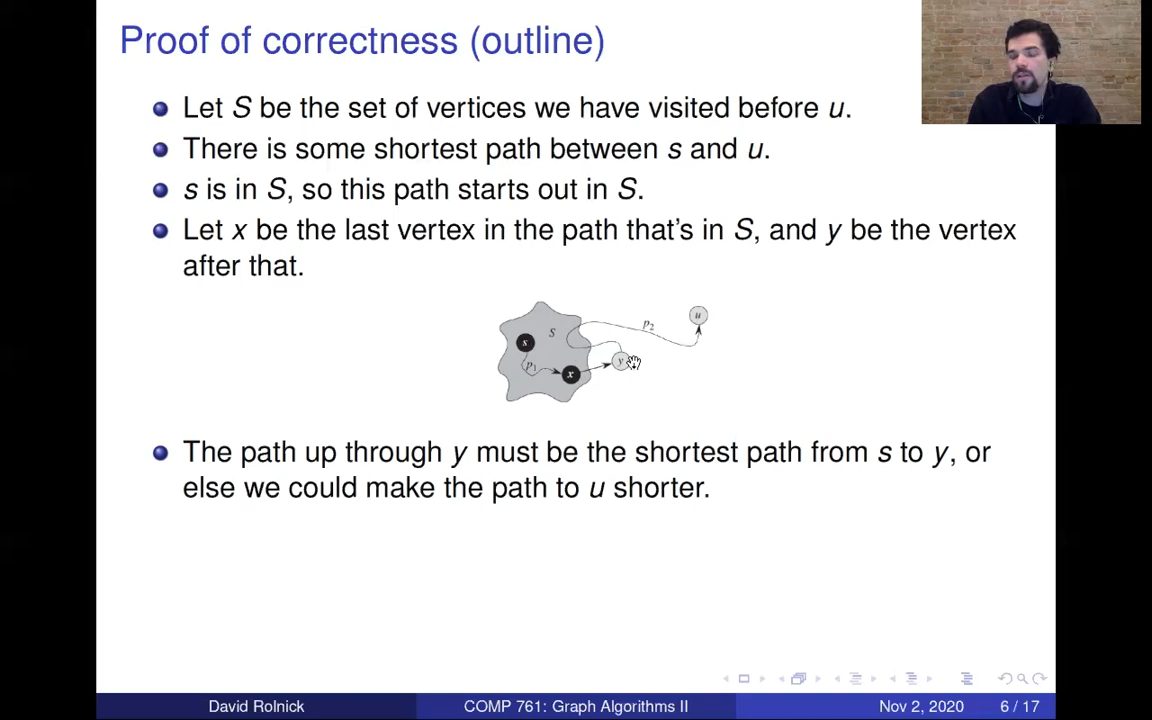 Proof of correctness (outline)
Let S be the set of vertices we have visited before u.
There is some shortest path between s and u.
s is in S, so this path starts out in S.
Let x be the last vertex in the path that's in S, and y be the vertex
after that.
S
s
p1
x
y
p2
u
The path up through y must be the shortest path from s to y, or
else we could make the path to u shorter.
David Rolnick
COMP 761: Graph Algorithms II
Nov 2, 2020
6 / 17